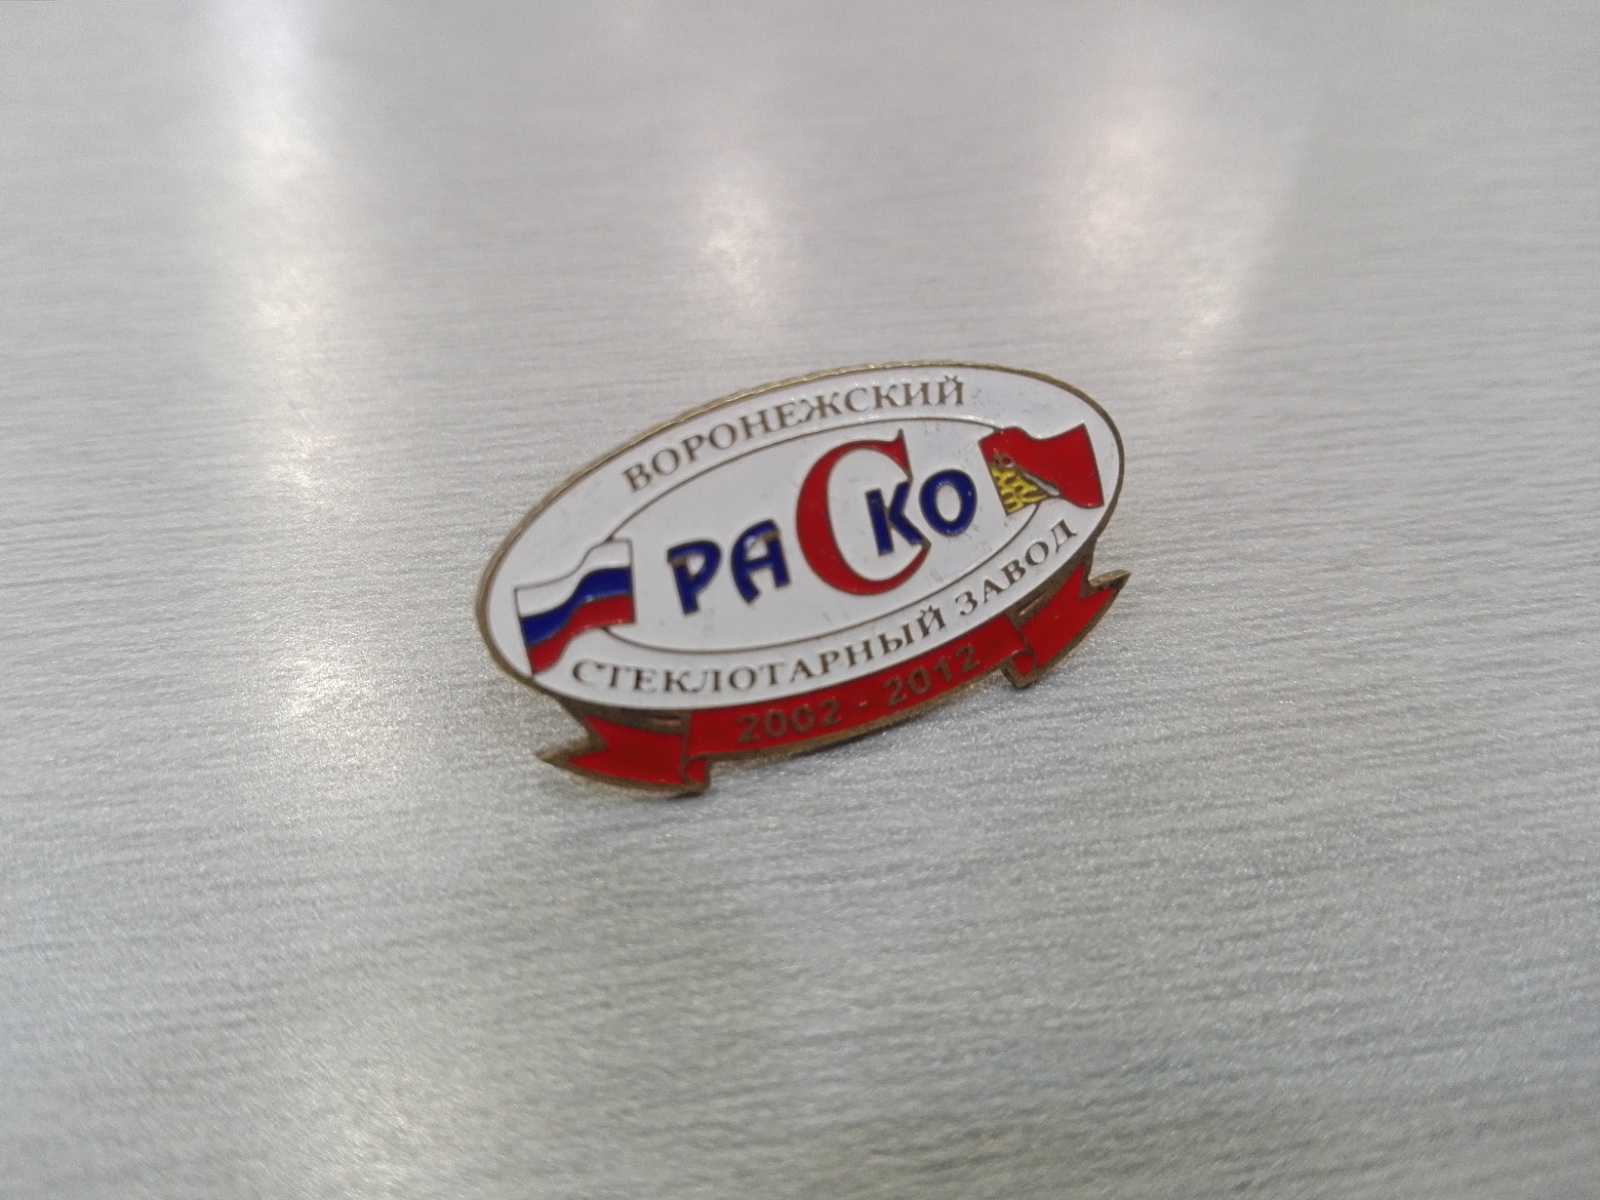 ВОРОНЕЖСКИЙ
РАСКО
СТЕКЛОТАРНЫЙ ЗАВОД
2002 - 2012